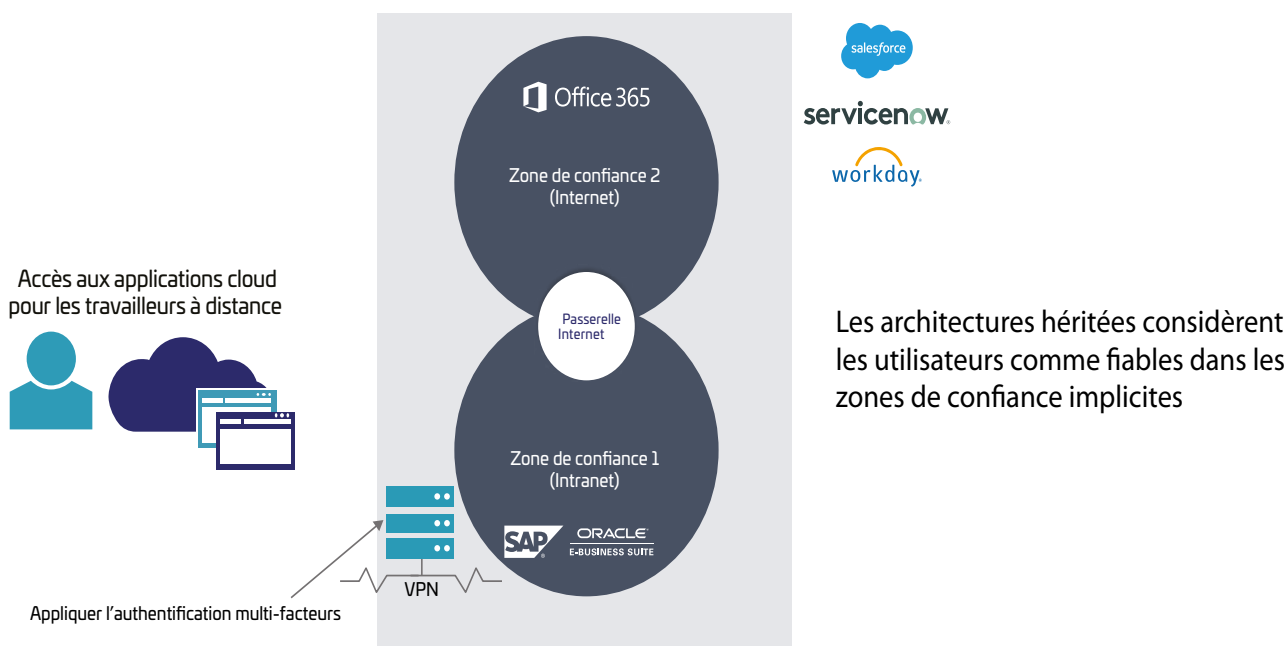 Office 365
Zone de confiance 2
(Internet)
salesforce
servicenow.
workday.
Accès aux applications cloud
pour les travailleurs à distance
Passerelle
Internet
Les architectures héritées considèrent
les utilisateurs comme fiables dans les
zones de confiance implicites
Zone de confiance 1
(Intranet)
SAP
ORACLE
E-BUSINESS SUITE
VPN
Appliquer l'authentification multi-facteurs